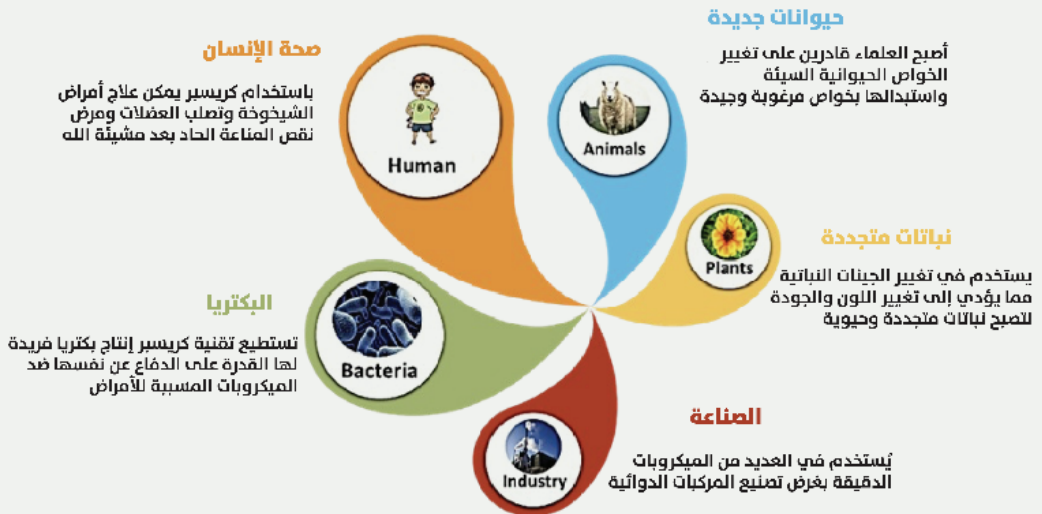 حيوانات جديدة
أصبح العلماء قادرين على تغيير
الخواص الحيوانية السيئة
واستبدالها بخواص مرغوبة وجيدة
Animals
صحة الإنسان
باستخدام كريسبر يمكن علاج أمراض
الشيخوخة وتصلب العضلات ومرض
نقص المناعة الحاد بعد مشيئة الله
Human
نباتات متجددة
يستخدم في تغيير الجينات النباتية
مما يؤدي إلى تغيير اللون والجودة
لتصبح نباتات متجددة وحيوية
Plants
البكتريا
تستطيع تقنية كريسبر إنتاج بكتريا فريدة
لها القدرة على الدفاع عن نفسها ضد
الميكروبات المسببة للأمراض
Bacteria
الصناعة
يُستخدم في العديد من الميكروبات
الدقيقة بغرض تصنيع المركبات الدوائية
Industry